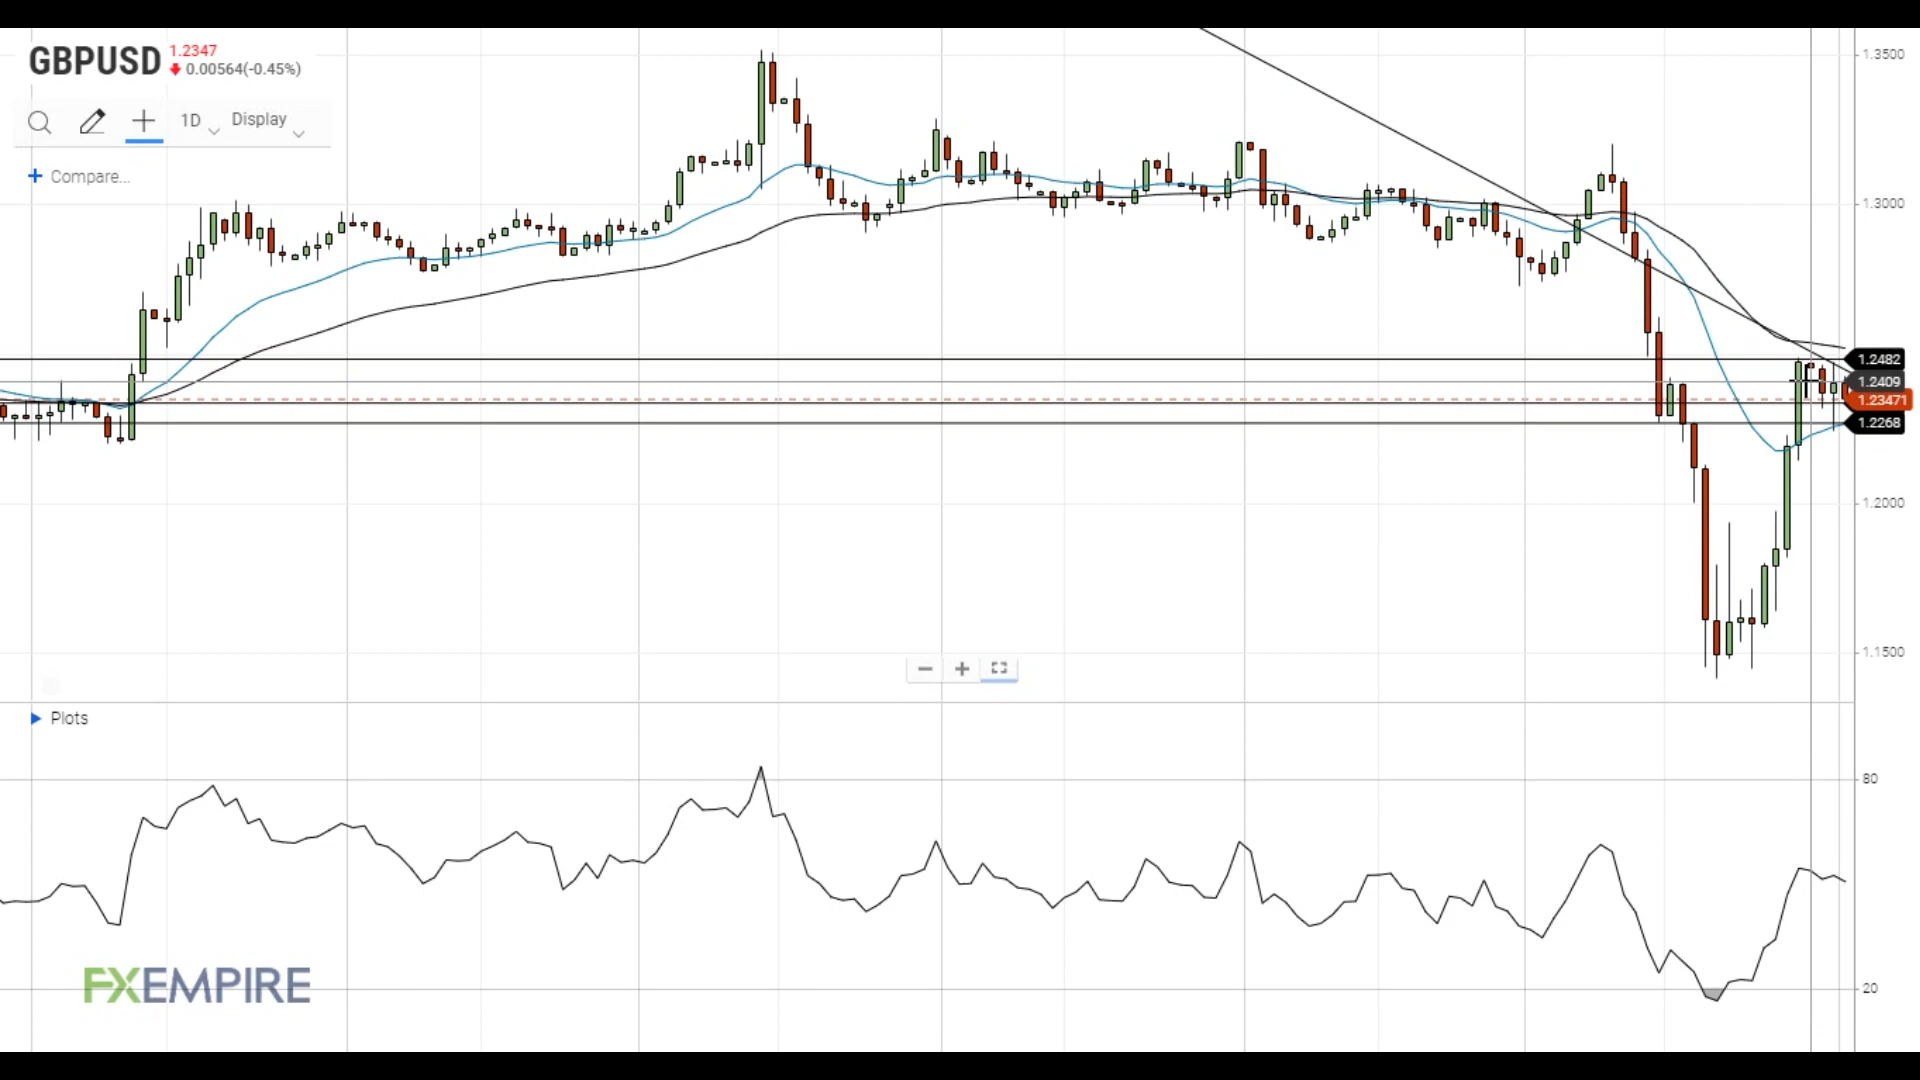 GBPUSD 1.2347
0.00564(-0.45%)
1D Display
+ Compare...
1.3500
1.3000
1.2482
1.2409
1.23471
1.2268
1.2000
1.1500
Plots
80
20
FXEMPIRE